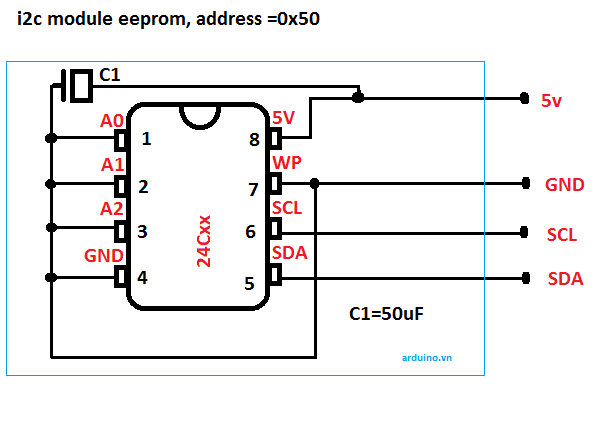 i2c module eeprom, address =0x50
C1
5v
A0
5V
1
8
A1
WP
2
7
GND
A2
SCL
3
6
SCL
24Cxx
GND
SDA
4
5
SDA
C1=50uF
arduino.vn